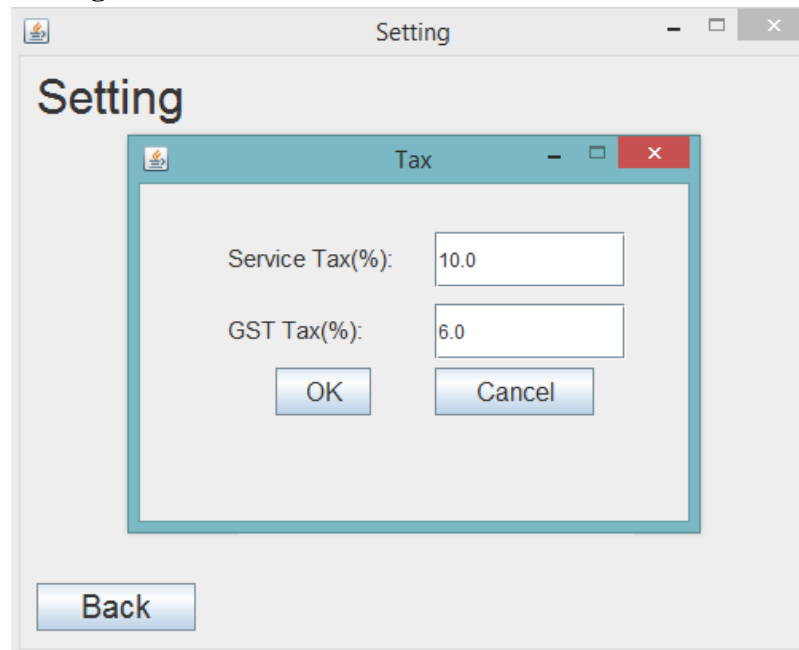 Setting
Setting
Tax
Service Tax(%): 10.0
GST Tax(%): 6.0
OK Cancel
Back